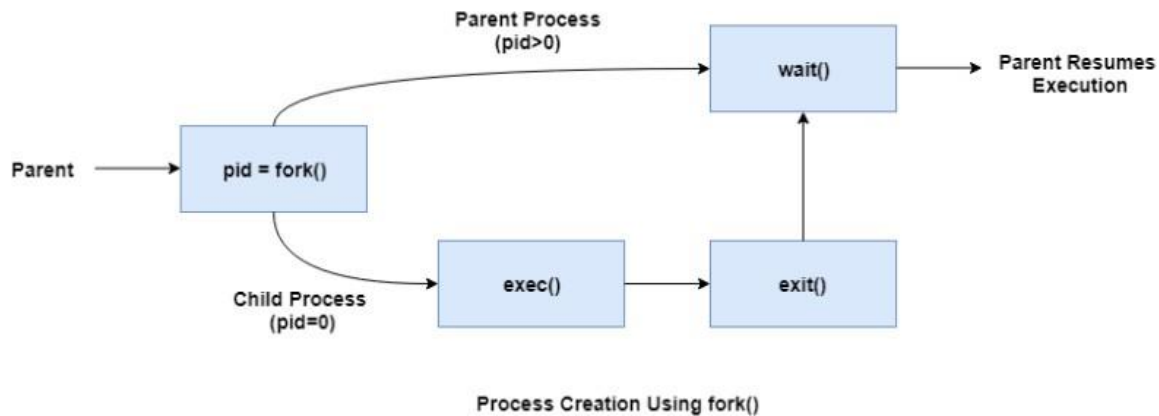 Parent Process
(pid>0)
wait()
Parent Resumes
Execution
Parent
pid = fork()
exec()
exit()
Child Process
(pid=0)
Process Creation Using fork()